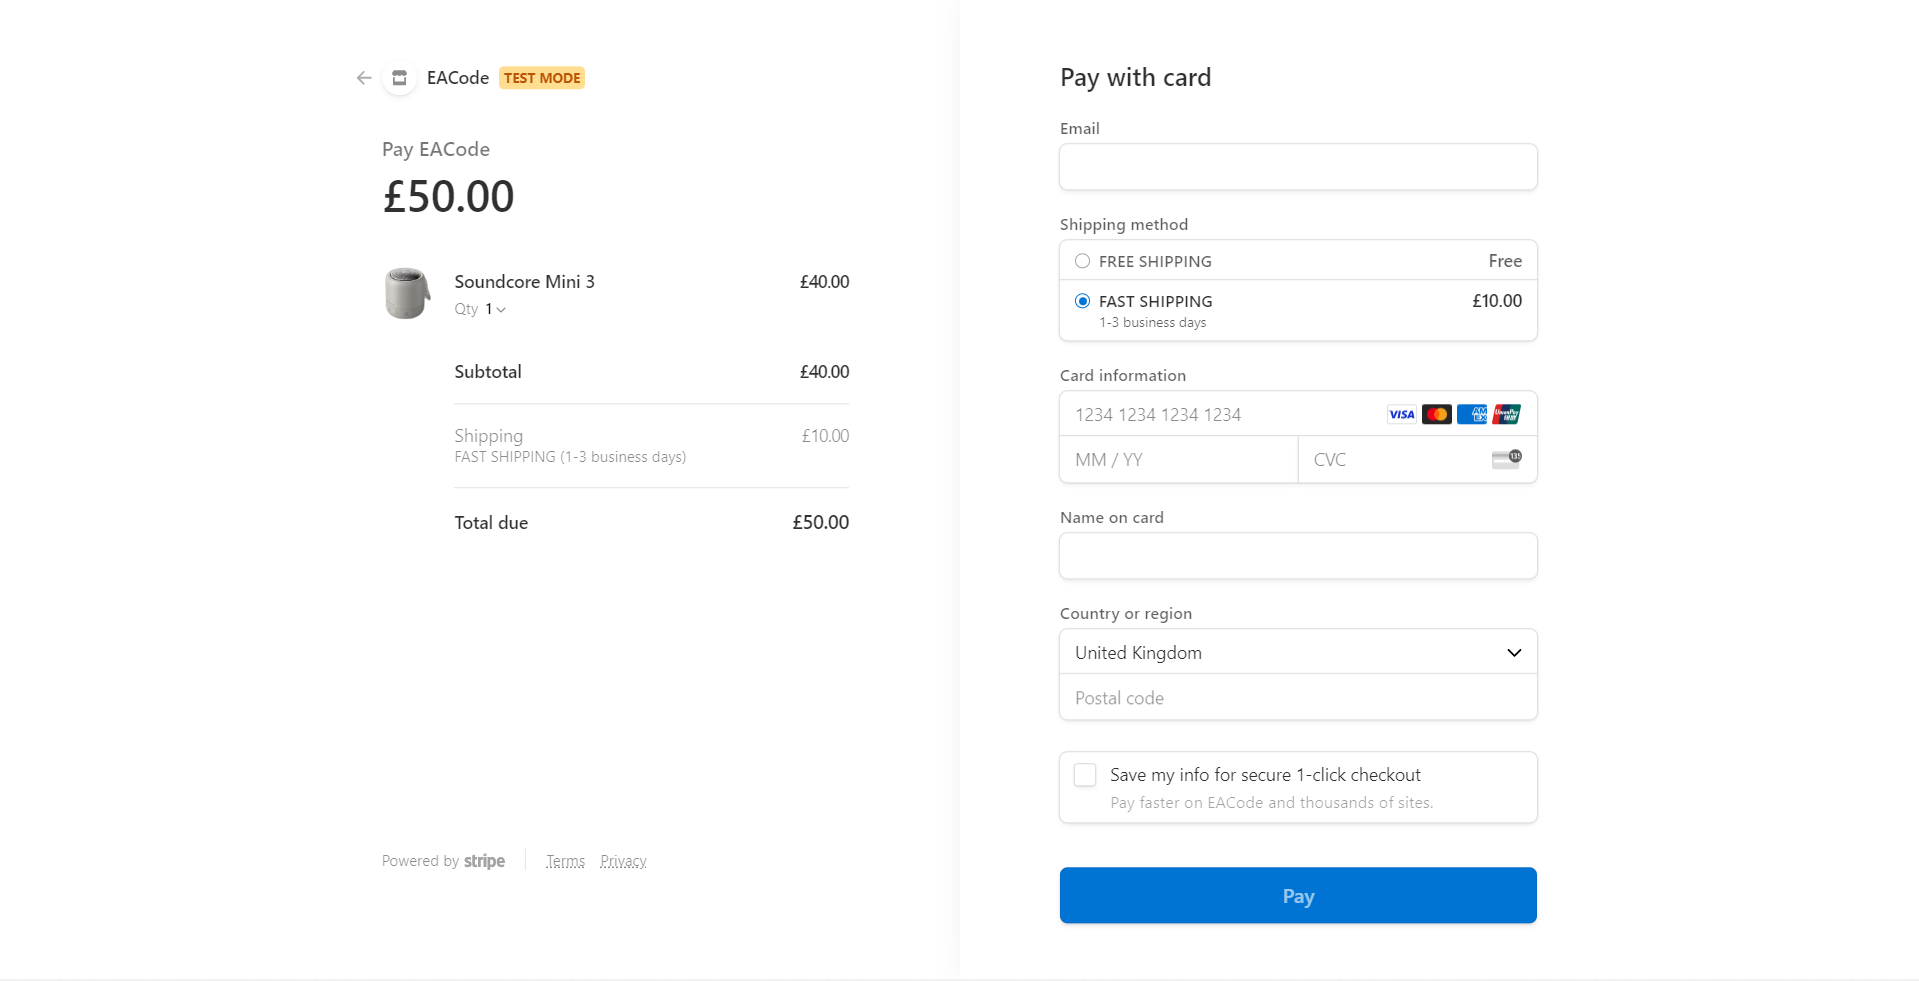 EACode TEST MODE
Pay EACode
£50.00
Soundcore Mini 3 £40.00
Qty 1
Subtotal £40.00
Shipping £10.00
FAST SHIPPING (1-3 business days)
Total due £50.00
Powered by stripe Terms Privacy
Pay with card
Email
Shipping method
FREE SHIPPING Free
FAST SHIPPING £10.00
1-3 business days
Card information
1234 1234 1234 1234 VISA AMEX UnionPay
MM / YY CVC 135
Name on card
Country or region
United Kingdom
Postal code
Save my info for secure 1-click checkout
Pay faster on EACode and thousands of sites.
Pay